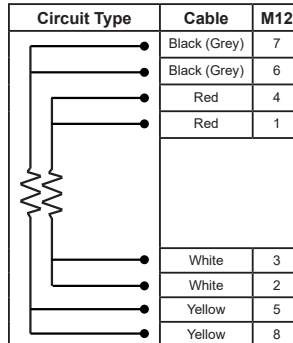 Circuit Type Cable M12
Black (Grey) 7
Black (Grey) 6
Red 4
Red 1
White 3
White 2
Yellow 5
Yellow 8